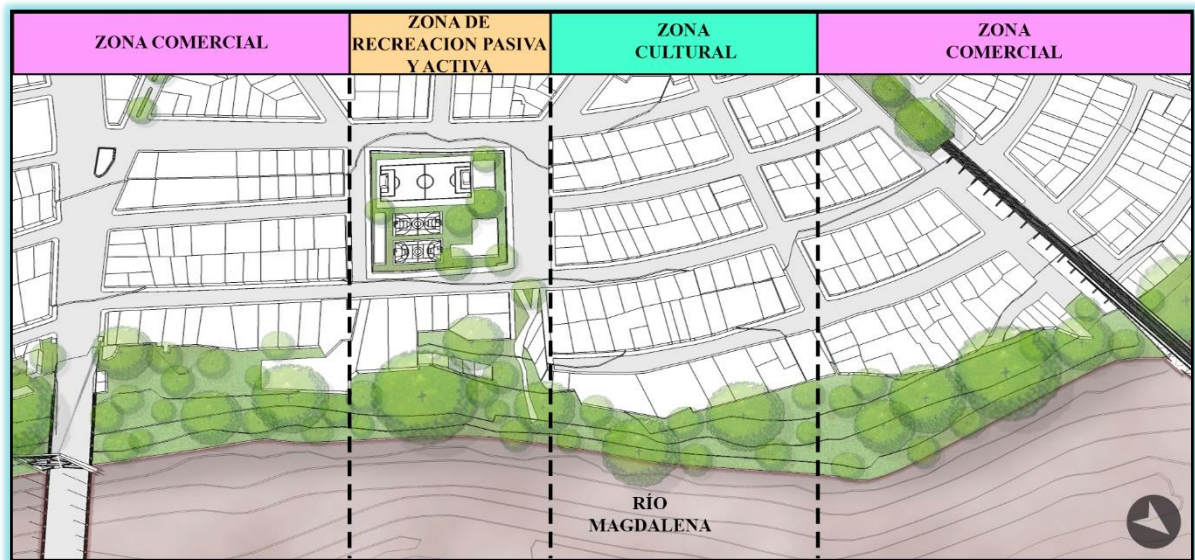 ZONA COMERCIAL
ZONA DE
RECREACION PASIVA
Y ACTIVA
ZONA
CULTURAL
ZONA
COMERCIAL
RÍO
MAGDALENA